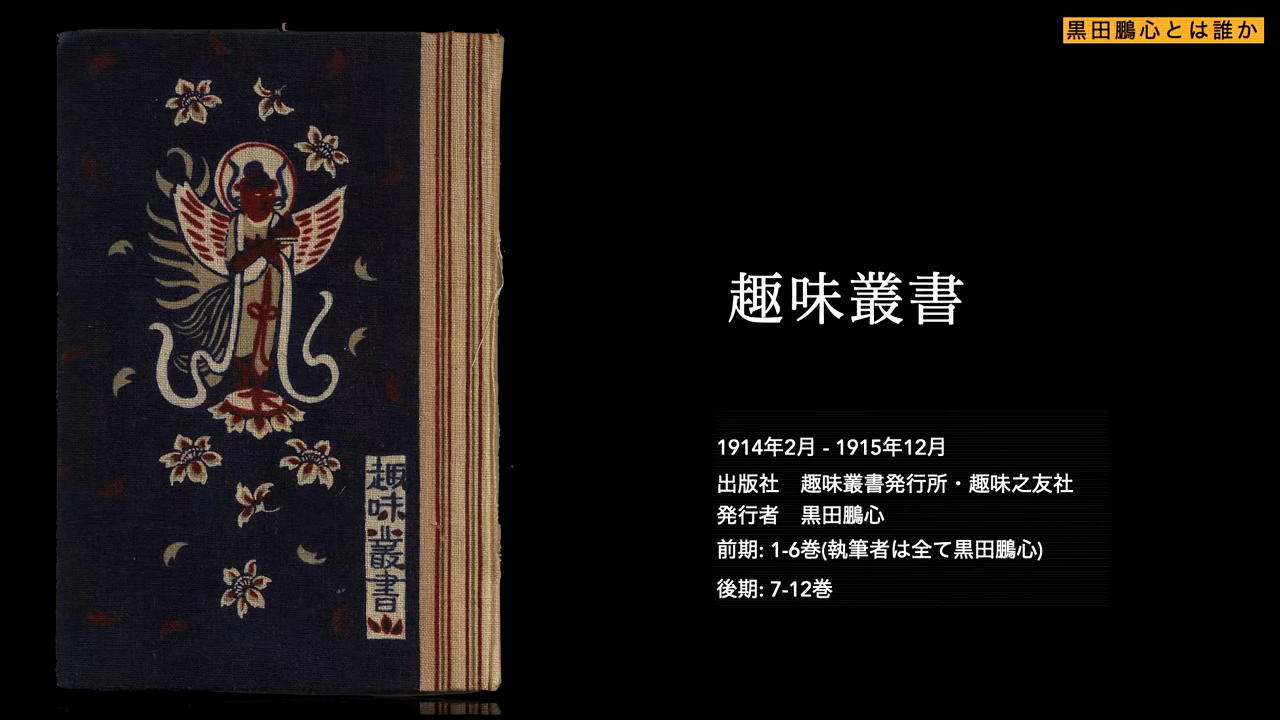 黒田鵬心とは誰か
趣味叢書
趣味叢書
1914年2月 - 1915年12月
出版社　趣味叢書発行所・趣味之友社
発行者　黒田鵬心
前期: 1-6巻(執筆者は全て黒田鵬心)
後期: 7-12巻